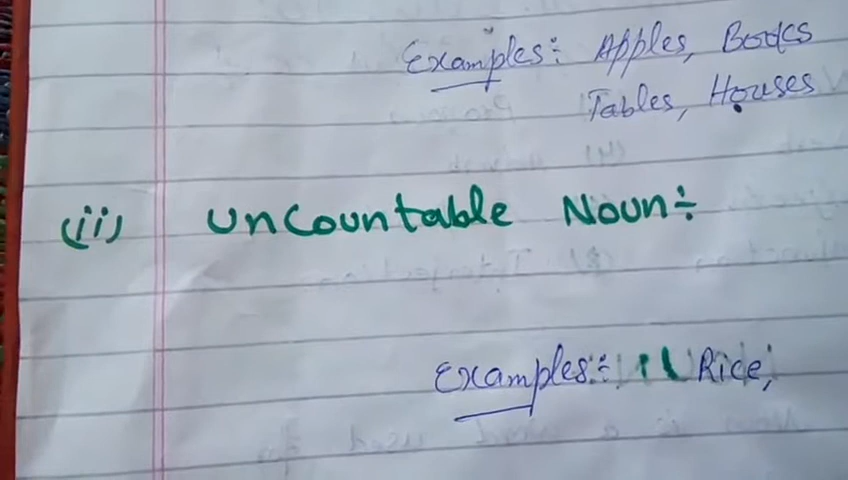 Examples: Apples, Books
Tables, Houses
(ii) Uncountable Noun÷
Examples:÷ Rice,